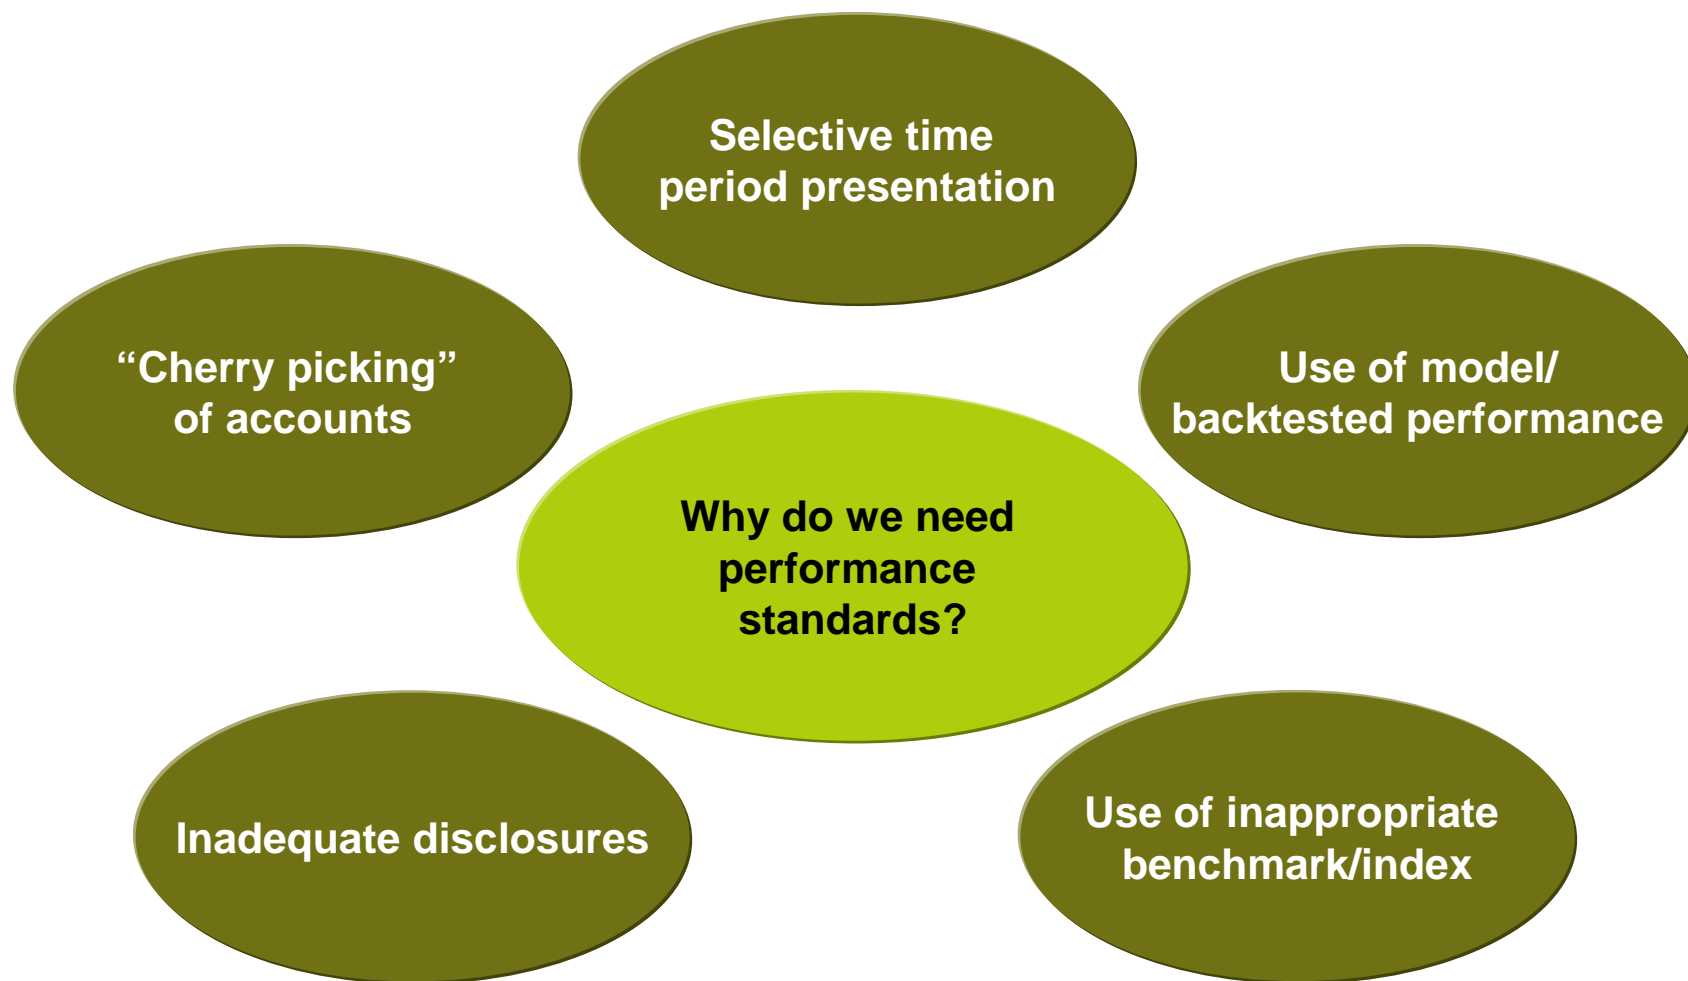 Selective time
period presentation
“Cherry picking”
of accounts
Use of model/
backtested performance
Why do we need
performance
standards?
Inadequate disclosures
Use of inappropriate
benchmark/index